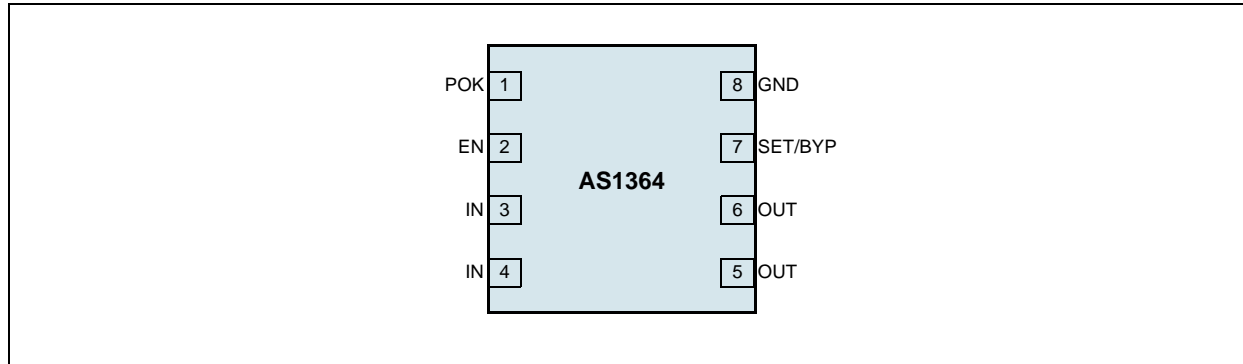 POK 1 8 GND
EN 2 7 SET/BYP
AS1364
IN 3 6 OUT
IN 4 5 OUT